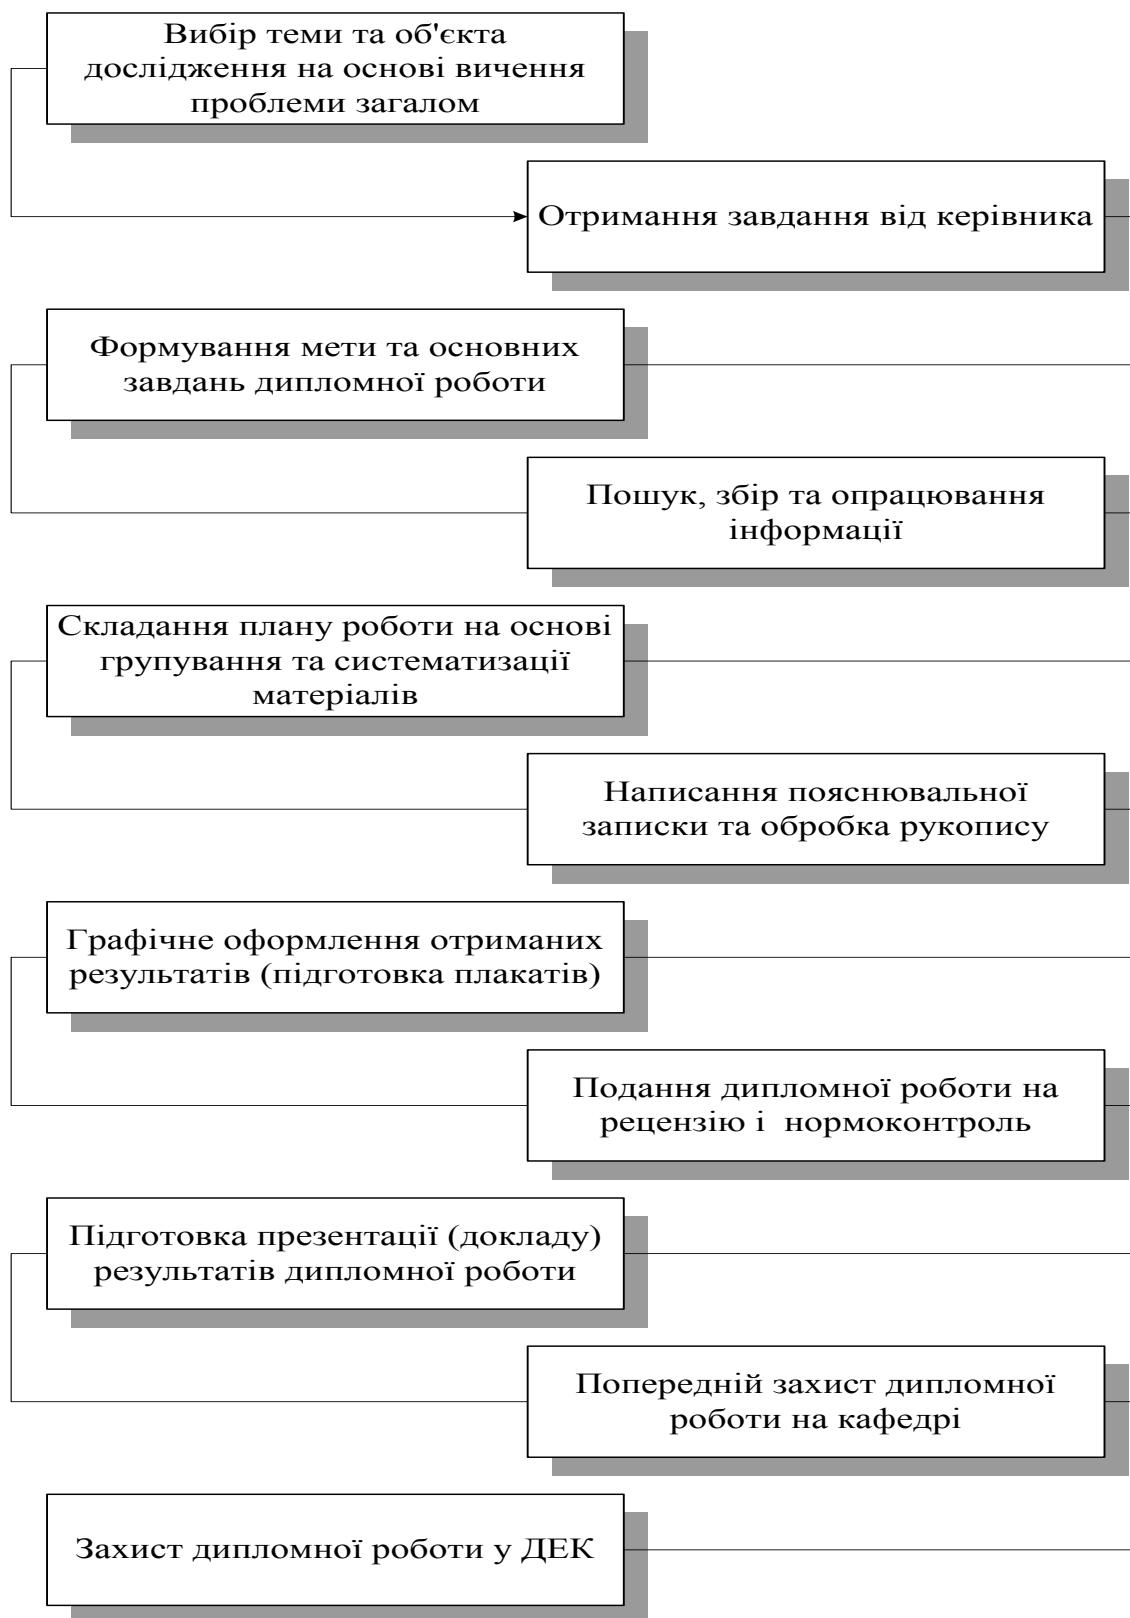 Вибір теми та об'єкта
дослідження на основі вичення
проблеми загалом
Отримання завдання від керівника
Формування мети та основних
завдань дипломної роботи
Пошук, збір та опрацювання
інформації
Складання плану роботи на основі
групування та систематизації
матеріалів
Написання пояснювальної
записки та обробка рукопису
Графічне оформлення отриманих
результатів (підготовка плакатів)
Подання дипломної роботи на
рецензію і  нормоконтроль
Підготовка презентації (докладу)
результатів дипломної роботи
Попередній захист дипломної
роботи на кафедрі
Захист дипломної роботи у ДЕК